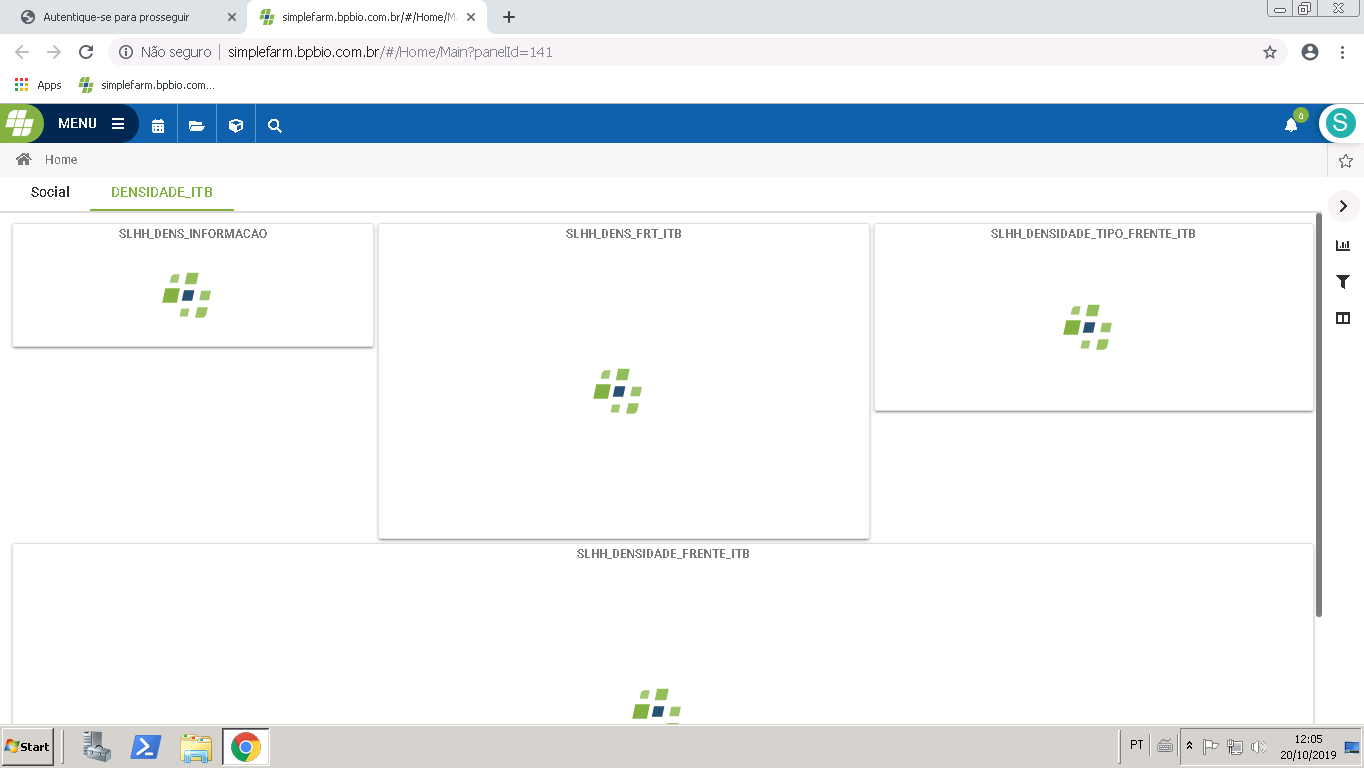 Autentique-se para prosseguir
simplefarm.bpbio.com.br/#/Home/M
Não seguro
simplefarm.bpbio.com.br/#/Home/Main?panelId=141
Apps
simplefarm.bpbio.com...
MENU
0
S
Home
Social
DENSIDADE_ITB
SLHH_DENS_INFORMACAO
SLHH_DENS_FRT_ITB
SLHH_DENSIDADE_TIPO_FRENTE_ITB
SLHH_DENSIDADE_FRENTE_ITB
Start
PT
12:05
20/10/2019